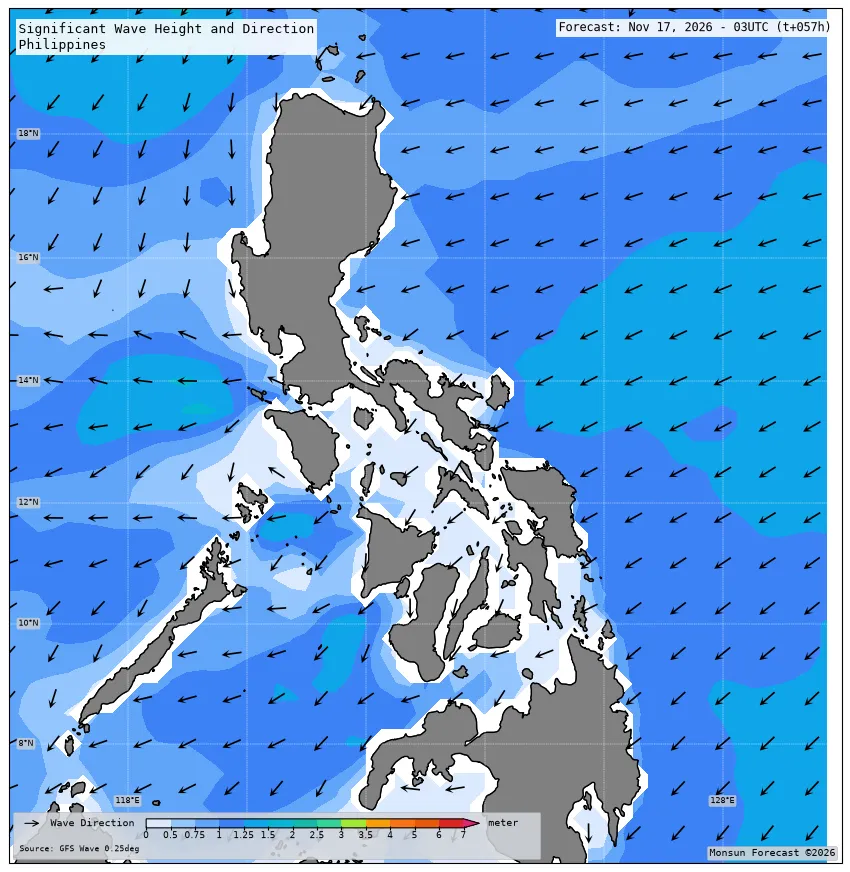 Significant Wave Height and Direction
Philippines
Forecast: Nov 17, 2026 - 03UTC (t+057h)
18°N
16°N
14°N
12°N
10°N
8°N
118°E
128°E
Wave Direction
0 0.5 0.75 1 1.25 1.5 2 2.5 3 3.5 4 5 6 7
meter
Source: GFS Wave 0.25deg
Monsun Forecast ©2026